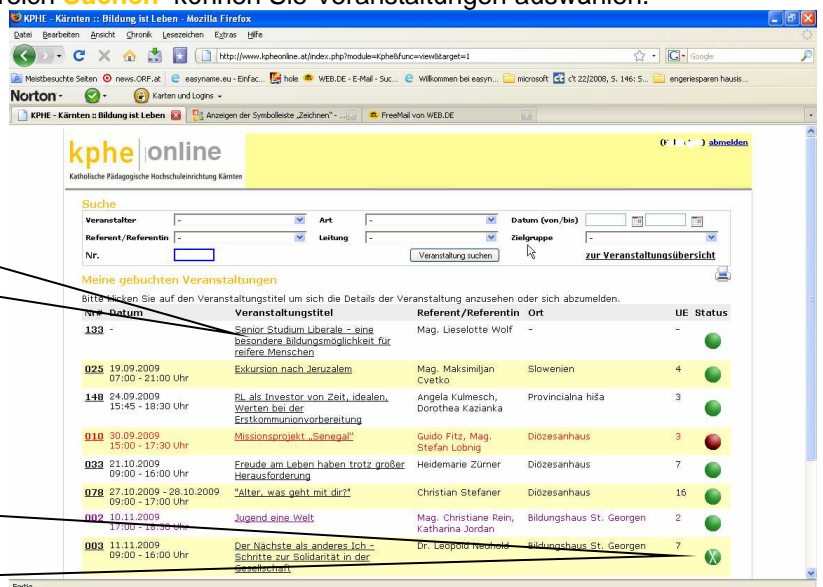 Suchen" können Sie Veranstaltungen auswählen.
KPHE - Kärnten :: Bildung ist Leben - Mozilla Firefox
Datei Bearbeiten Ansicht Chronik Lesezeichen Extras Hilfe
http://www.kpheonline.at/index.php?module=Kphe&func=view&target=1
Google
Meistbesuchte Seiten news.ORF.at easyname.eu - Einfac... hole WEB.DE - E-Mail - Suc... Willkommen bei easyn... microsoft c't 22/2008, S. 146: S... engeriesparen hausis...
Norton Karten und Logins
KPHE - Kärnten :: Bildung ist Leben Anzeigen der Symbolleiste „Zeichnen" - ... FreeMail von WEB.DE
abmelden
kphe online
Katholische Pädagogische Hochschuleinrichtung Kärnten
Suche
Veranstalter - Art - Datum (von/bis)
Referent/Referentin - Leitung - Zielgruppe -
Nr. Veranstaltung suchen zur Veranstaltungsübersicht
Meine gebuchten Veranstaltungen
Bitte klicken Sie auf den Veranstaltungstitel um sich die Details der Veranstaltung anzusehen oder sich abzumelden.
Nr# Datum Veranstaltungstitel Referent/Referentin Ort UE Status
133 - Senior Studium Liberale - eine Mag. Lieselotte Wolf - -
besondere Bildungsmöglichkeit für
reifere Menschen
025 19.09.2009 Exkursion nach Jeruzalem Mag. Maksimiljan Slowenien 4
07:00 - 21:00 Uhr Cvetko
148 24.09.2009 RL als Investor von Zeit, idealen, Angela Kulmesch, Provincialna hiša 3
15:45 - 18:30 Uhr Werten bei der Dorothea Kazianka
Erstkommunionvorbereitung
010 30.09.2009 Missionsprojekt „Senegal" Guido Fitz, Mag. Diözesanhaus 3
15:00 - 17:30 Uhr Stefan Lobnig
033 21.10.2009 Freude am Leben haben trotz großer Heidemarie Zürner Diözesanhaus 7
09:00 - 16:00 Uhr Herausforderung
078 27.10.2009 - 28.10.2009 "Alter, was geht mit dir?" Christian Stefaner Diözesanhaus 16
09:00 - 17:00 Uhr
002 10.11.2009 Jugend eine Welt Mag. Christiane Rein, Bildungshaus St. Georgen 2
17:00 - 18:30 Uhr Katharina Jordan
003 11.11.2009 Der Nächste als anderes Ich - Dr. Leopold Neuhold Bildungshaus St. Georgen 7
09:00 - 16:00 Uhr Schritte zur Solidarität in der
Gesellschaft